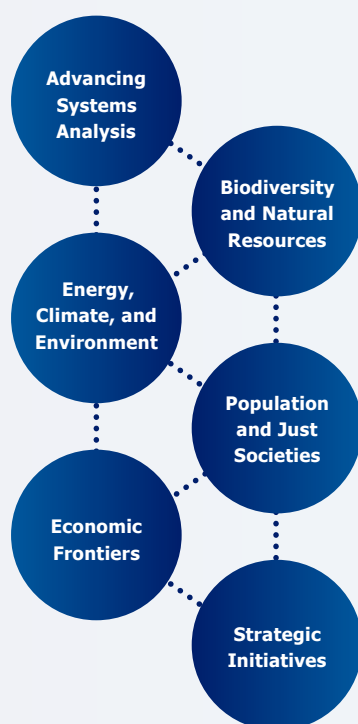 Advancing
Systems
Analysis
Biodiversity
and Natural
Resources
Energy,
Climate, and
Environment
Population
and Just
Societies
Economic
Frontiers
Strategic
Initiatives